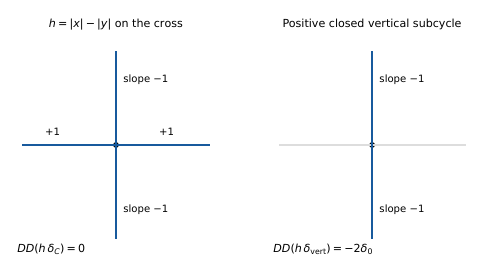 h = |x| − |y| on the cross
slope −1
+1
+1
slope −1
DD(h δ_C) = 0
Positive closed vertical subcycle
slope −1
slope −1
DD(h δ_vert) = −2δ_0